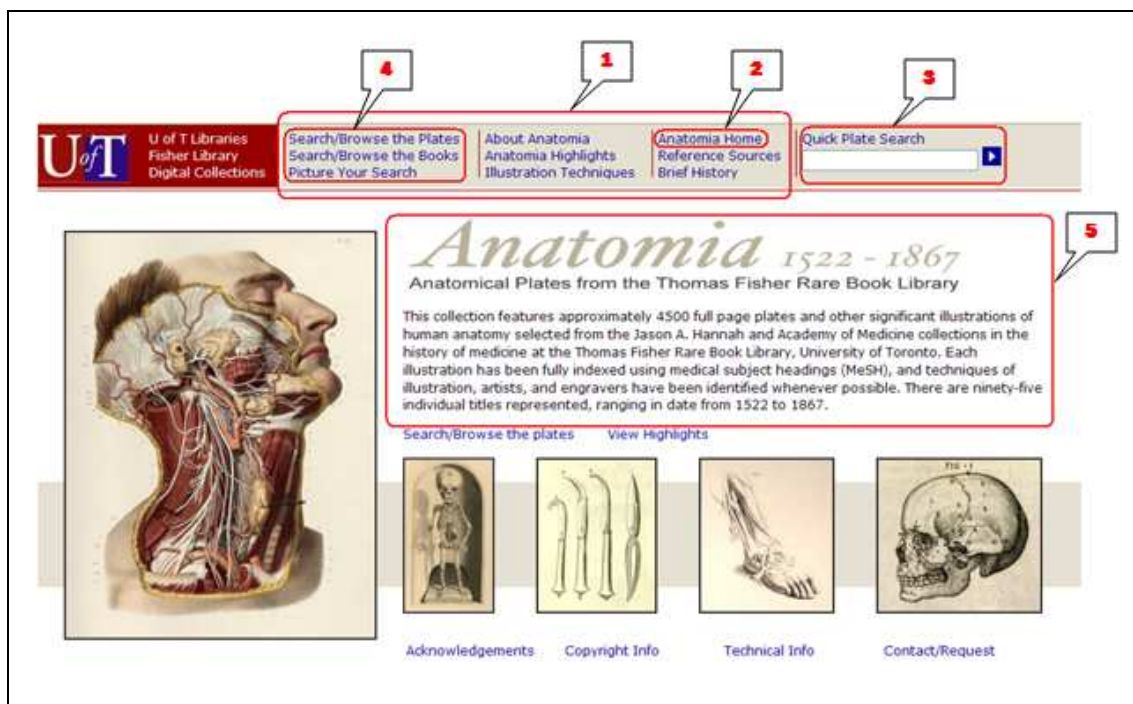 4
1
2
3
UofT
U of T Libraries
Fisher Library
Digital Collections
Search/Browse the Plates
Search/Browse the Books
Picture Your Search
About Anatomia
Anatomia Highlights
Illustration Techniques
Anatomia Home
Reference Sources
Brief History
Quick Plate Search
5
Anatomia 1522 - 1867
Anatomical Plates from the Thomas Fisher Rare Book Library
This collection features approximately 4500 full page plates and other significant illustrations of
human anatomy selected from the Jason A. Hannah and Academy of Medicine collections in the
history of medicine at the Thomas Fisher Rare Book Library, University of Toronto. Each
illustration has been fully indexed using medical subject headings (MeSH), and techniques of
illustration, artists, and engravers have been identified whenever possible. There are ninety-five
individual titles represented, ranging in date from 1522 to 1867.
Search/Browse the plates View Highlights
Acknowledgements Copyright Info Technical Info Contact/Request